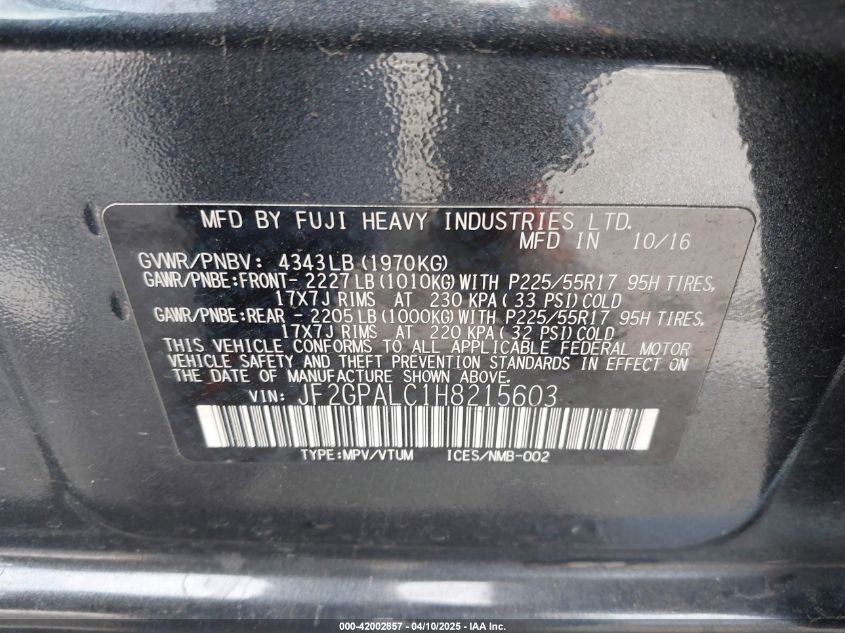 MFD BY FUJI HEAVY INDUSTRIES LTD.
MFD IN 10/16
GVWR/PNBV: 4343LB(1970KG)
GAWR/PNBE:FRONT-2227LB(1010KG)WITH P225/55R17 95H TIRES,
17X7J RIMS AT 230 KPA(33 PSI)COLD
GAWR/PNBE:REAR -2205LB(1000KG)WITH P225/55R17 95H TIRES,
17X7J RIMS AT 220 KPA(32 PSI)COLD
THIS VEHICLE CONFORMS TO ALL APPLICABLE FEDERAL MOTOR
VEHICLE SAFETY AND THEFT PREVENTION STANDARDS IN EFFECT ON
THE DATE OF MANUFACTURE SHOWN ABOVE.
VIN: JF2GPALC1H8215603
TYPE:MPV/VTUM ICES/NMB-002
000-42002857 - 04/10/2025 - IAA Inc.